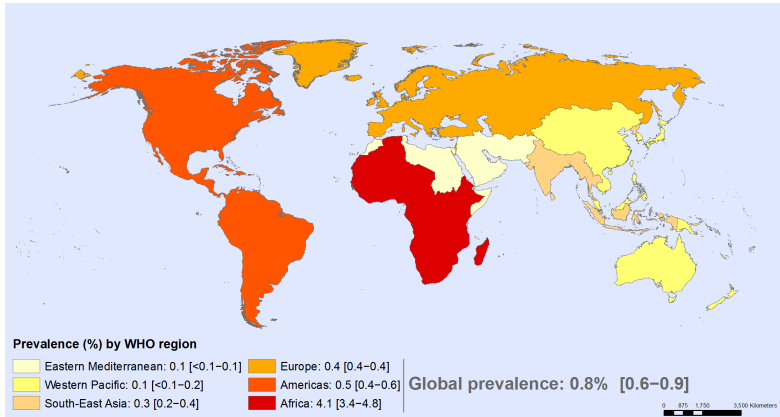 Prevalence (%) by WHO region
Eastern Mediterranean: 0.1 [<0.1−0.1]
Western Pacific: 0.1 [<0.1−0.2]
South-East Asia: 0.3 [0.2−0.4]
Europe: 0.4 [0.4−0.4]
Americas: 0.5 [0.4−0.6]
Africa: 4.1 [3.4−4.8]
Global prevalence: 0.8% [0.6−0.9]
0 875 1,750 3,500 Kilometers